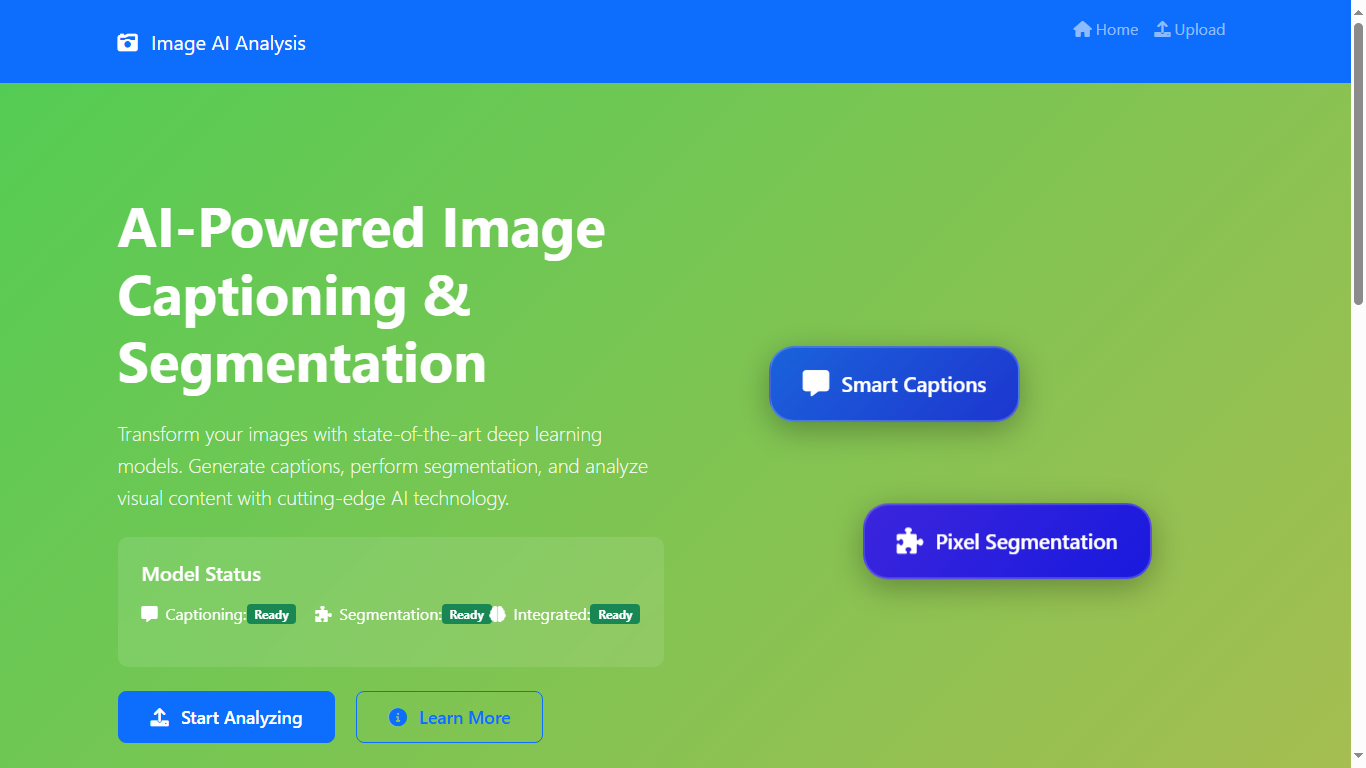 Image AI Analysis
Home Upload
AI-Powered Image
Captioning &
Segmentation
Transform your images with state-of-the-art deep learning
models. Generate captions, perform segmentation, and analyze
visual content with cutting-edge AI technology.
Model Status
Captioning: Ready Segmentation: Ready Integrated: Ready
Start Analyzing Learn More
Smart Captions
Pixel Segmentation